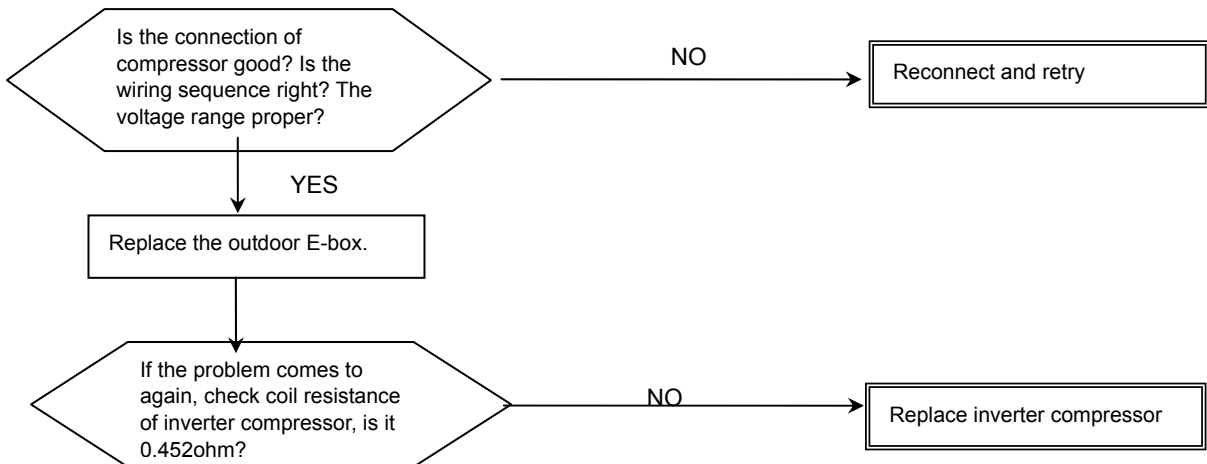 Is the connection of
compressor good? Is the
wiring sequence right? The
voltage range proper?
NO
Reconnect and retry
YES
Replace the outdoor E-box.
If the problem comes to
again, check coil resistance
of inverter compressor, is it
0.452ohm?
NO
Replace inverter compressor